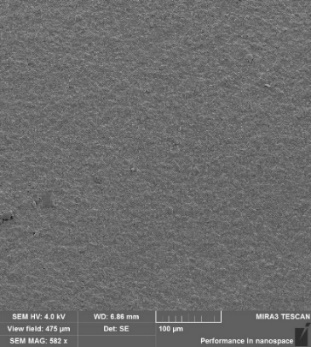 SEM HV: 4.0 kV WD: 6.86 mm MIRA3 TESCAN
View field: 475 µm Det: SE 100 µm
SEM MAG: 582 x Performance in nanospace